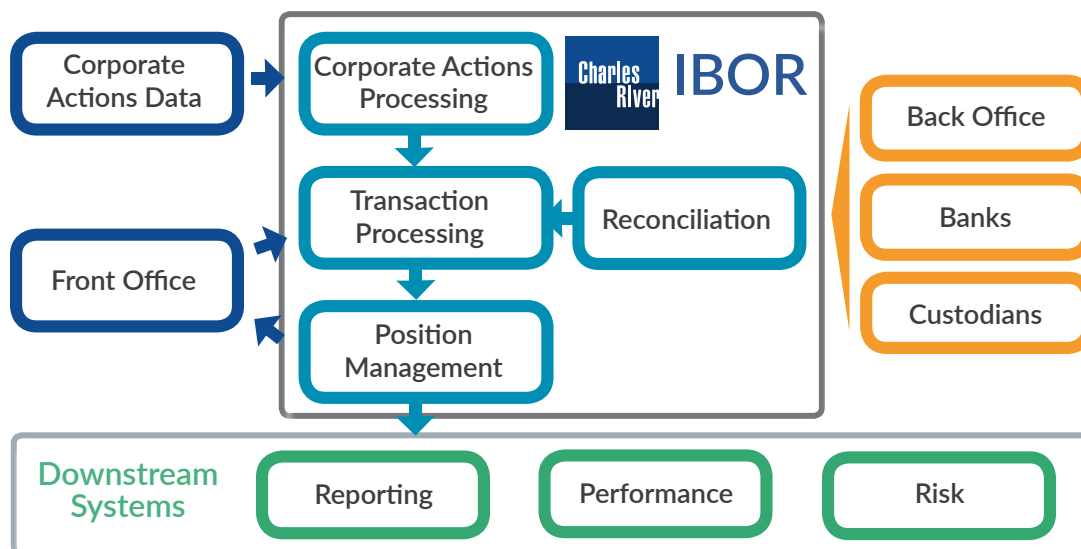 Corporate
Actions Data
Corporate Actions
Processing
Charles
River
IBOR
Back Office
Transaction
Processing
Reconciliation
Banks
Front Office
Position
Management
Custodians
Downstream
Systems
Reporting
Performance
Risk